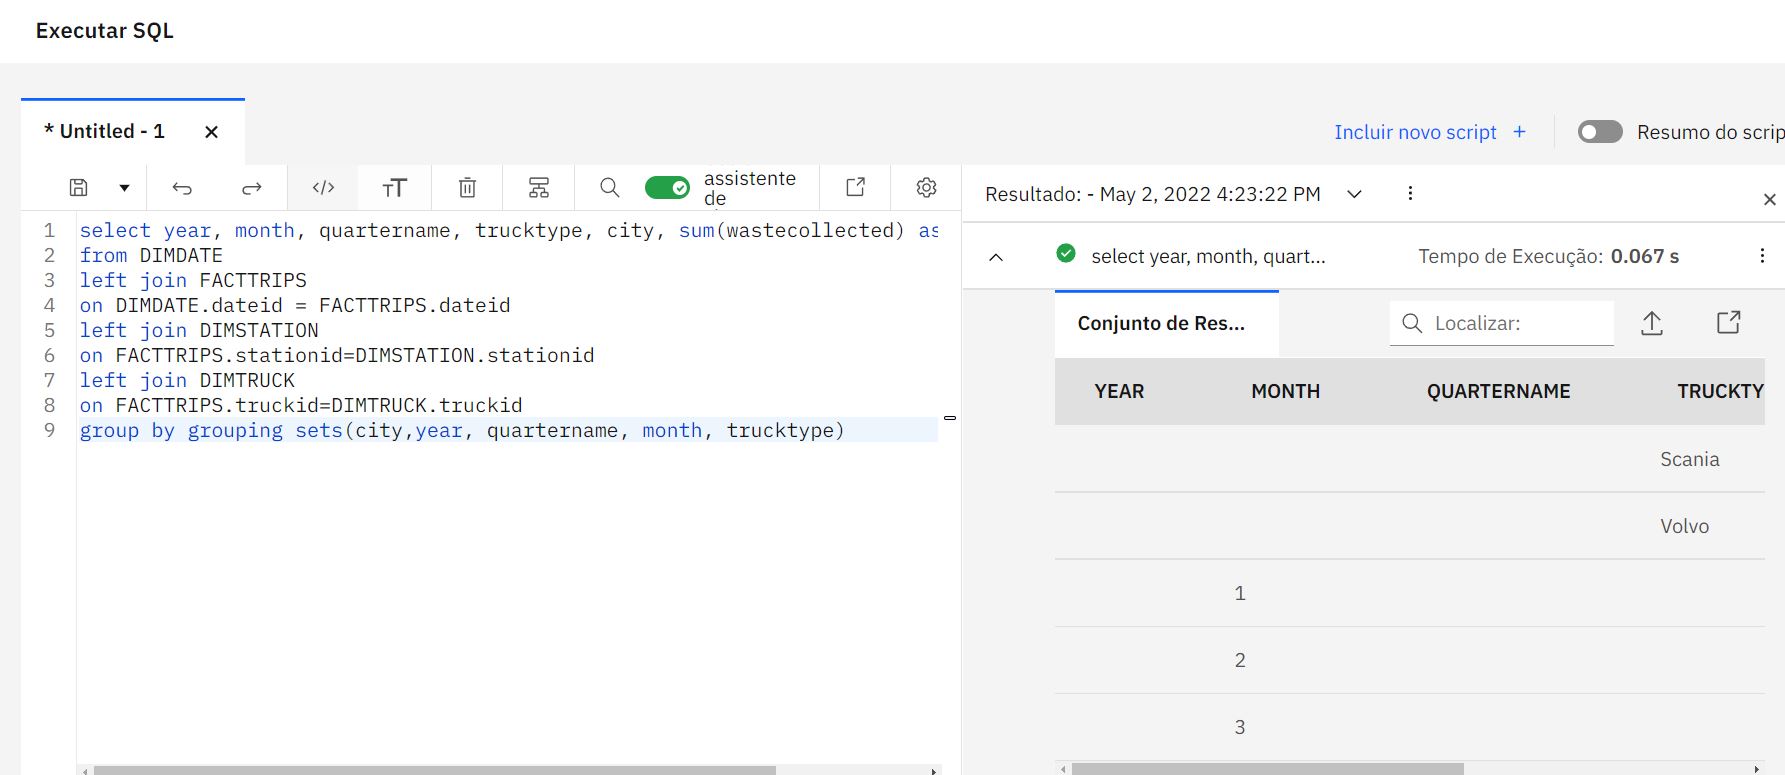 Executar SQL
* Untitled - 1
Incluir novo script +
Resumo do scrip
assistente
de
Resultado: - May 2, 2022 4:23:22 PM
1 select year, month, quartername, trucktype, city, sum(wastecollected) as
2 from DIMDATE
3 left join FACTTRIPS
4 on DIMDATE.dateid = FACTTRIPS.dateid
5 left join DIMSTATION
6 on FACTTRIPS.stationid=DIMSTATION.stationid
7 left join DIMTRUCK
8 on FACTTRIPS.truckid=DIMTRUCK.truckid
9 group by grouping sets(city,year, quartername, month, trucktype)
select year, month, quart...
Tempo de Execução: 0.067 s
Conjunto de Res...
Localizar:
YEAR MONTH QUARTERNAME TRUCKTY
Scania
Volvo
1
2
3